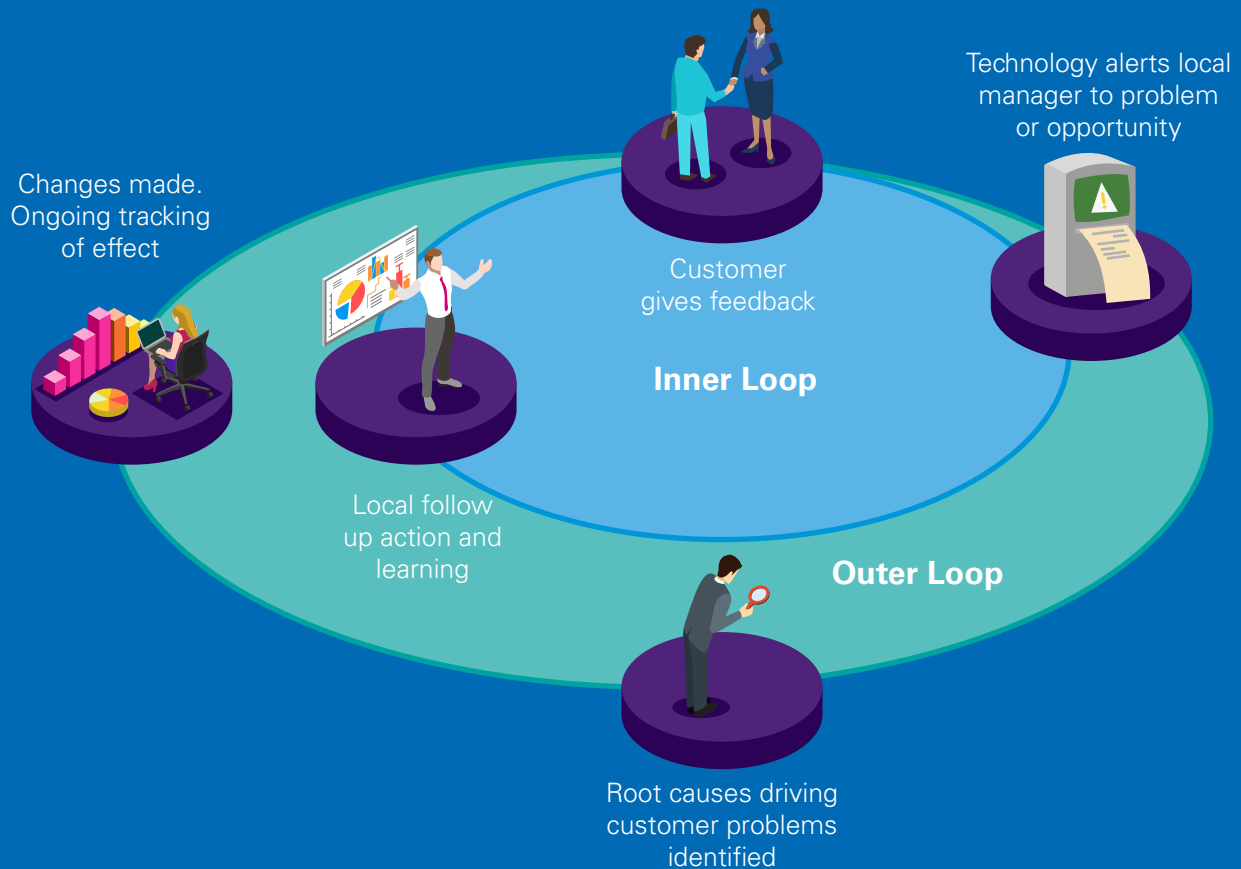 Technology alerts local
manager to problem
or opportunity
Changes made.
Ongoing tracking
of effect
Customer
gives feedback
Inner Loop
Local follow
up action and
learning
Outer Loop
Root causes driving
customer problems
identified